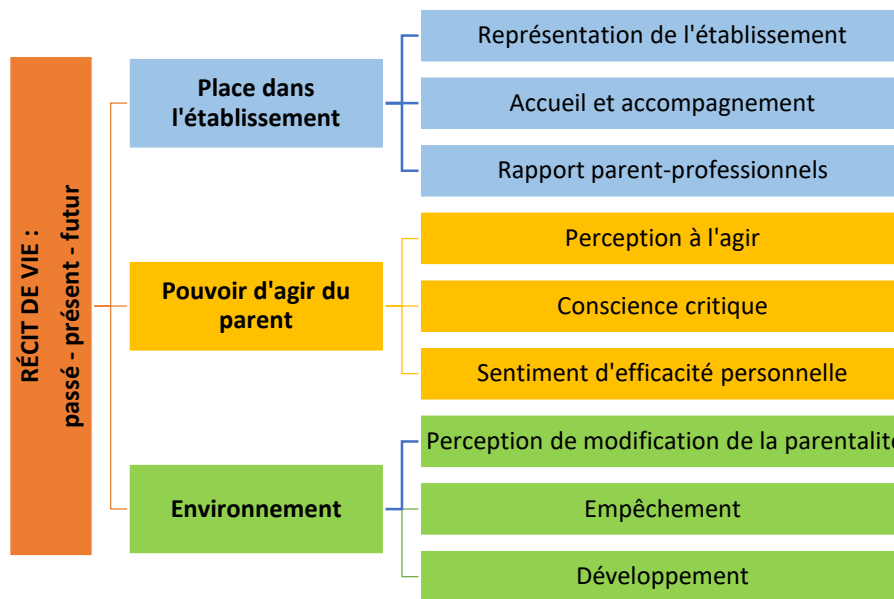 RÉCIT DE VIE :
passé - présent - futur
Place dans
l'établissement
Représentation de l'établissement
Accueil et accompagnement
Rapport parent-professionnels
Pouvoir d'agir du
parent
Perception à l'agir
Conscience critique
Sentiment d'efficacité personnelle
Environnement
Perception de modification de la parentalité
Empêchement
Développement